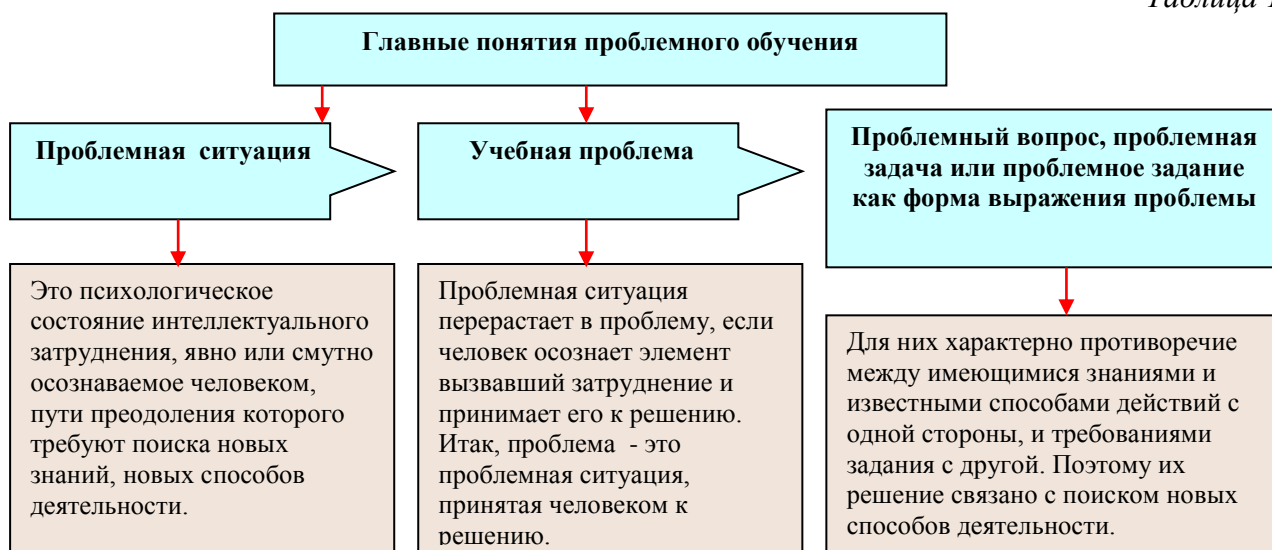 Таблица 1
Главные понятия проблемного обучения
Проблемная ситуация
Учебная проблема
Проблемный вопрос, проблемная
задача или проблемное задание
как форма выражения проблемы
Это психологическое
состояние интеллектуального
затруднения, явно или смутно
осознаваемое человеком,
пути преодоления которого
требуют поиска новых
знаний, новых способов
деятельности.
Проблемная ситуация
перерастает в проблему, если
человек осознает элемент
вызвавший затруднение и
принимает его к решению.
Итак, проблема - это
проблемная ситуация,
принятая человеком к
решению.
Для них характерно противоречие
между имеющимися знаниями и
известными способами действий с
одной стороны, и требованиями
задания с другой. Поэтому их
решение связано с поиском новых
способов деятельности.